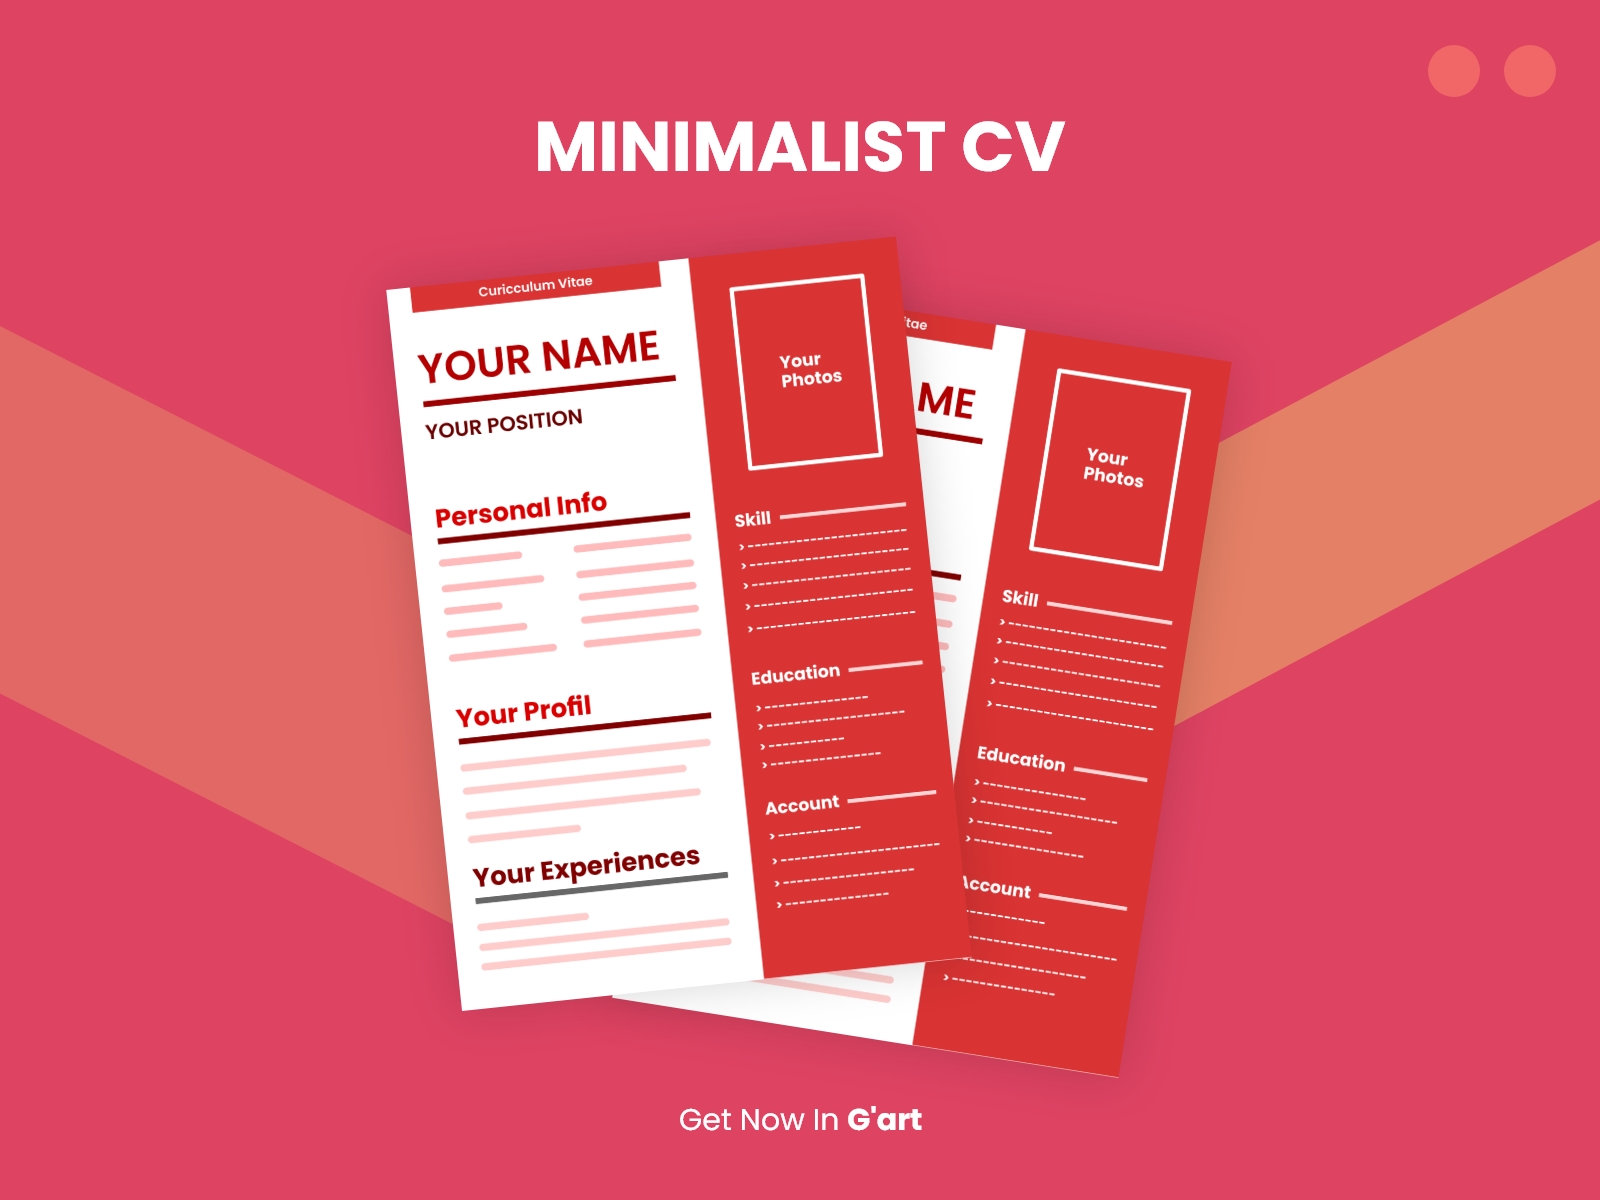 MINIMALIST CV
Curicculum Vitae
YOUR NAME
YOUR POSITION
Personal Info
Your Profil
Your Experiences
Your
Photos
Skill
Education
Account
itae
ME
Your
Photos
Skill
Education
Account
Get Now In G'art